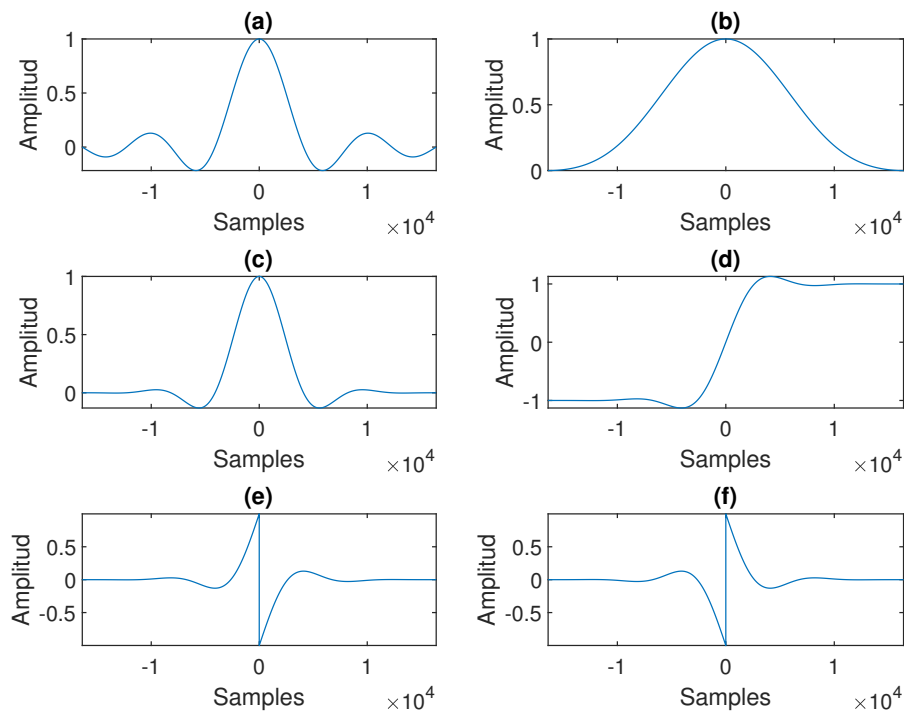 (a)
Amplitud
1
0.5
0
-1 0 1
Samples
×10^4
(b)
Amplitud
1
0.5
0
-1 0 1
Samples
×10^4
(c)
Amplitud
1
0.5
0
-1 0 1
Samples
×10^4
(d)
Amplitud
1
0
-1
-1 0 1
Samples
×10^4
(e)
Amplitud
0.5
0
-0.5
-1 0 1
Samples
×10^4
(f)
Amplitud
0.5
0
-0.5
-1 0 1
Samples
×10^4